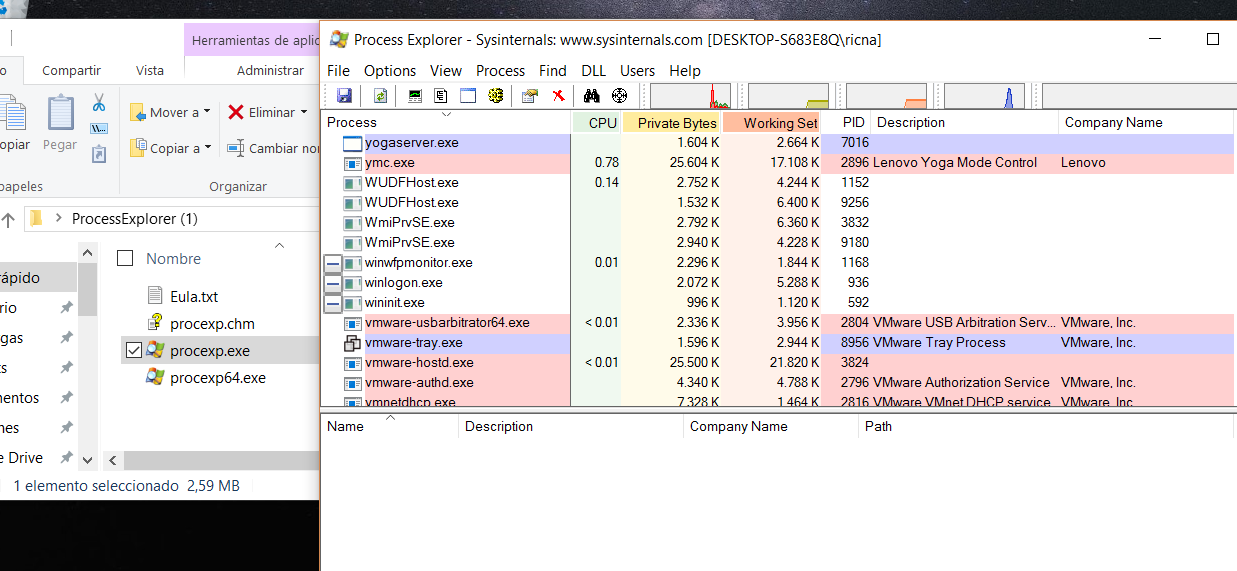 Herramientas de aplic
Compartir
Vista
Administrar
opiar
Pegar
Mover a
Copiar a
Eliminar
Cambiar no
Organizar
ProcessExplorer (1)
Nombre
Eula.txt
procexp.chm
procexp.exe
procexp64.exe
rápido
Drive
1 elemento seleccionado 2,59 MB
Process Explorer - Sysinternals: www.sysinternals.com [DESKTOP-S683E8Q\ricna]
File Options View Process Find DLL Users Help
Process CPU Private Bytes Working Set PID Description Company Name
yogaserver.exe 1.604 K 2.664 K 7016
ymc.exe 0.78 25.604 K 17.108 K 2896 Lenovo Yoga Mode Control Lenovo
WUDFHost.exe 0.14 2.752 K 4.244 K 1152
WUDFHost.exe 1.532 K 6.400 K 9256
WmiPrvSE.exe 2.792 K 6.360 K 3832
WmiPrvSE.exe 2.940 K 4.228 K 9180
winwfpmonitor.exe 0.01 2.296 K 1.844 K 1168
winlogon.exe 2.072 K 5.288 K 936
wininit.exe 996 K 1.120 K 592
vmware-usbarbitrator64.exe < 0.01 2.336 K 3.956 K 2804 VMware USB Arbitration Serv... VMware, Inc.
vmware-tray.exe 1.596 K 2.944 K 8956 VMware Tray Process VMware, Inc.
vmware-hostd.exe < 0.01 25.500 K 21.820 K 3824
vmware-authd.exe 4.340 K 4.788 K 2796 VMware Authorization Service VMware, Inc.
vmnetdhcp.exe 7.328 K 1.464 K 2816 VMware VMnet DHCP service VMware, Inc.
Name Description Company Name Path